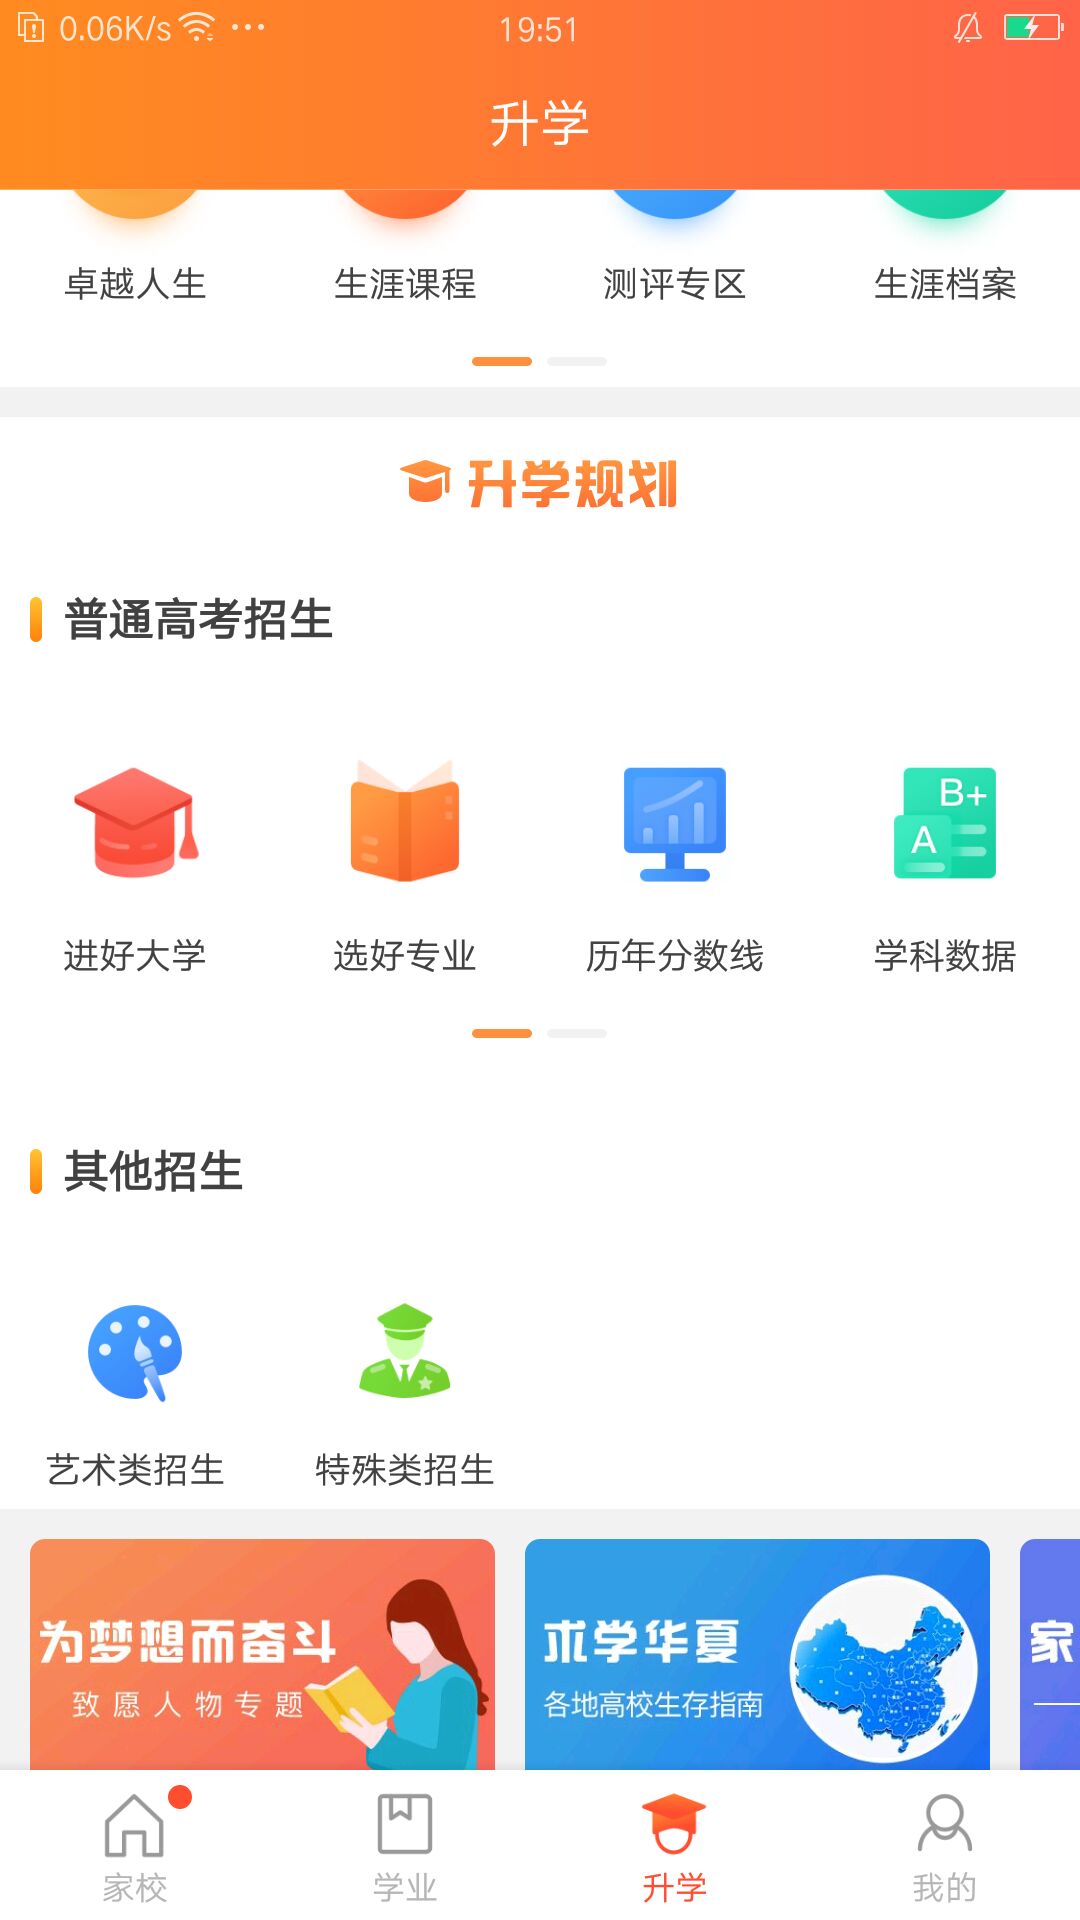 0.06K/s 19:51
升学
卓越人生 生涯课程 测评专区 生涯档案
升学规划
普通高考招生
B+
A
进好大学 选好专业 历年分数线 学科数据
其他招生
艺术类招生 特殊类招生
为梦想而奋斗 求学华夏 家
致愿人物专题 各地高校生存指南
家校 学业 升学 我的